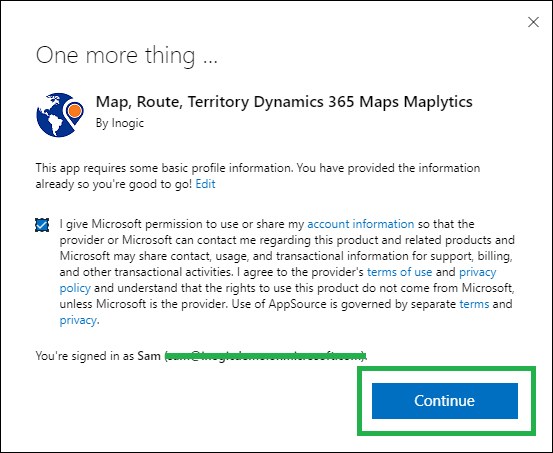 One more thing ...
Map, Route, Territory Dynamics 365 Maps Maplytics
By Inogic
This app requires some basic profile information. You have provided the information
already so you're good to go! Edit
I give Microsoft permission to use or share my account information so that the
provider or Microsoft can contact me regarding this product and related products and
Microsoft may share contact, usage, and transactional information for support, billing,
and other transactional activities. I agree to the provider's terms of use and privacy
policy and understand that the rights to use this product do not come from Microsoft,
unless Microsoft is the provider. Use of AppSource is governed by separate terms and
privacy.
You're signed in as Sam
Continue